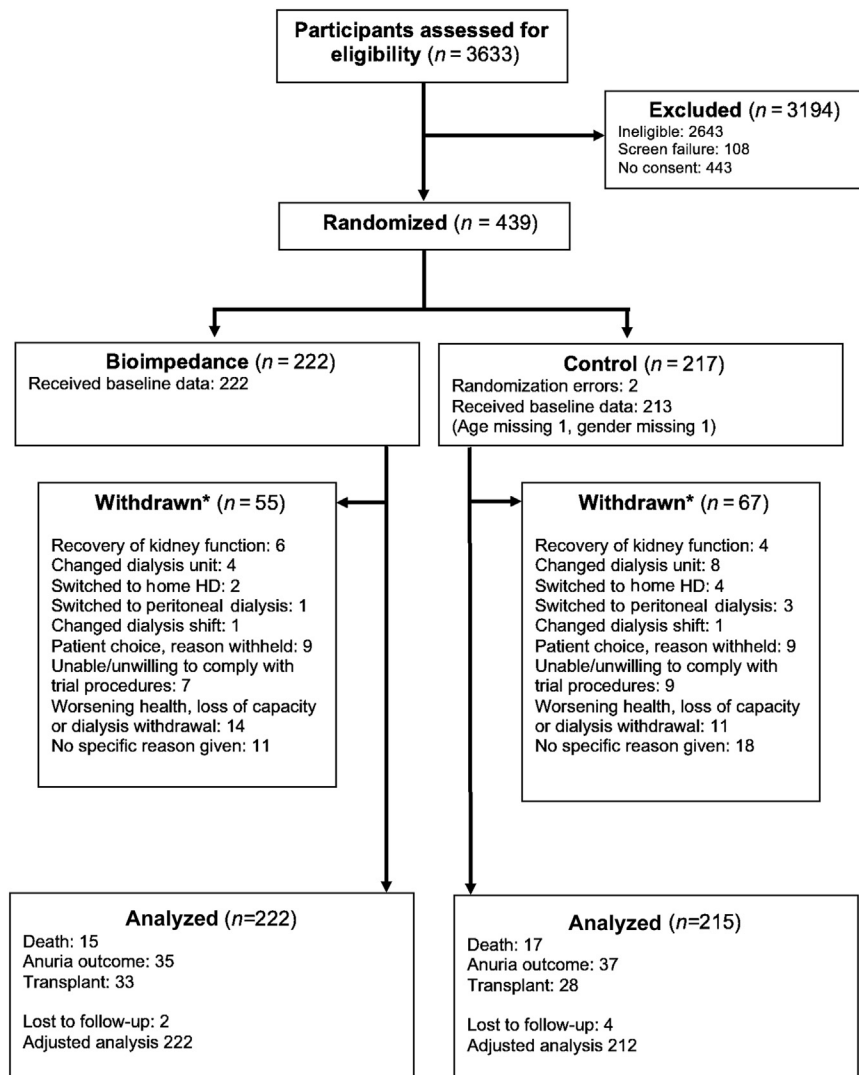 Participants assessed for
eligibility (n = 3633)
Excluded (n = 3194)
Ineligible: 2643
Screen failure: 108
No consent: 443
Randomized (n = 439)
Bioimpedance (n = 222)
Received baseline data: 222
Control (n = 217)
Randomization errors: 2
Received baseline data: 213
(Age missing 1, gender missing 1)
Withdrawn* (n = 55)
Recovery of kidney function: 6
Changed dialysis unit: 4
Switched to home HD: 2
Switched to peritoneal dialysis: 1
Changed dialysis shift: 1
Patient choice, reason withheld: 9
Unable/unwilling to comply with
trial procedures: 7
Worsening health, loss of capacity
or dialysis withdrawal: 14
No specific reason given: 11
Withdrawn* (n = 67)
Recovery of kidney function: 4
Changed dialysis unit: 8
Switched to home HD: 4
Switched to peritoneal dialysis: 3
Changed dialysis shift: 1
Patient choice, reason withheld: 9
Unable/unwilling to comply with
trial procedures: 9
Worsening health, loss of capacity
or dialysis withdrawal: 11
No specific reason given: 18
Analyzed (n=222)
Death: 15
Anuria outcome: 35
Transplant: 33
Lost to follow-up: 2
Adjusted analysis 222
Analyzed (n=215)
Death: 17
Anuria outcome: 37
Transplant: 28
Lost to follow-up: 4
Adjusted analysis 212